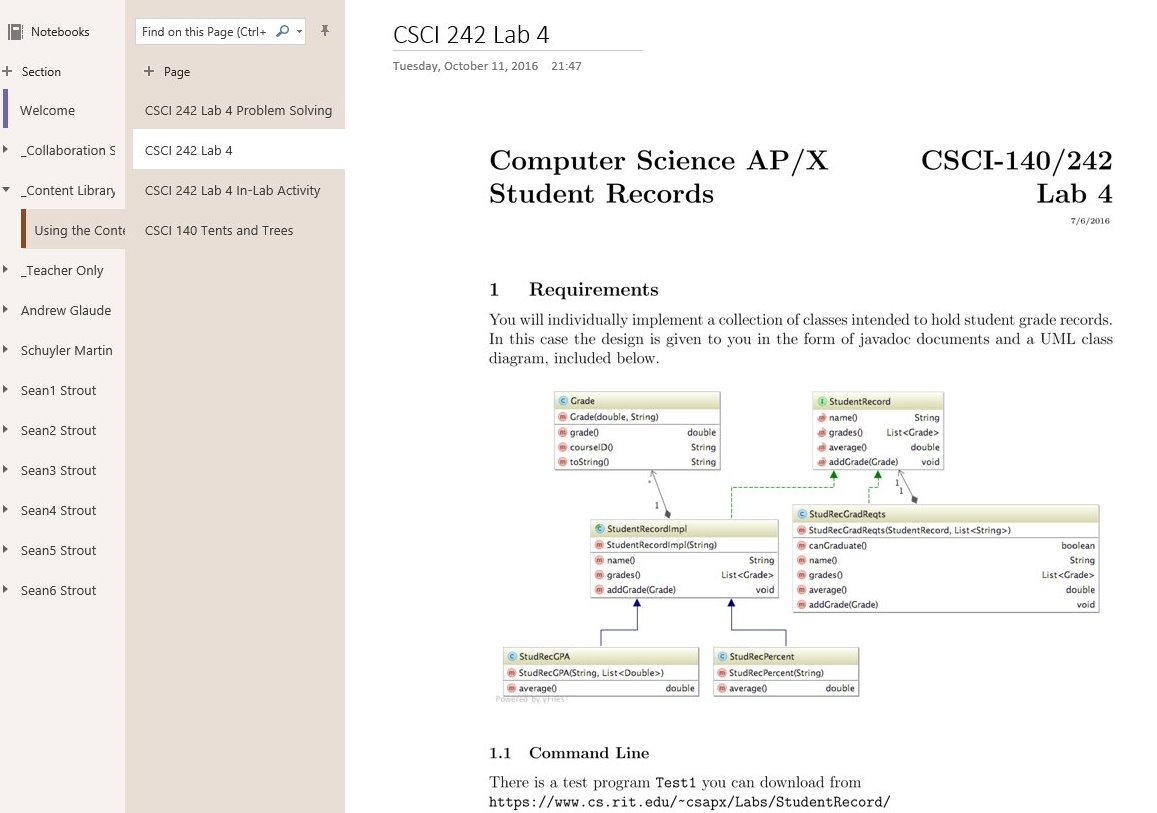 Notebooks
Find on this Page (Ctrl+
+ Section
+ Page
Welcome
_Collaboration S
_Content Library
Using the Conte
_Teacher Only
Andrew Glaude
Schuyler Martin
Sean1 Strout
Sean2 Strout
Sean3 Strout
Sean4 Strout
Sean5 Strout
Sean6 Strout
CSCI 242 Lab 4 Problem Solving
CSCI 242 Lab 4
CSCI 242 Lab 4 In-Lab Activity
CSCI 140 Tents and Trees
CSCI 242 Lab 4
Tuesday, October 11, 2016 21:47
Computer Science AP/X CSCI-140/242
Student Records Lab 4
7/6/2016
1 Requirements
You will individually implement a collection of classes intended to hold student grade records.
In this case the design is given to you in the form of javadoc documents and a UML class
diagram, included below.
C Grade
m Grade(double, String)
m grade() double
m courseID() String
m toString() String
I StudentRecord
m name() String
m grades() List<Grade>
m average() double
m addGrade(Grade) void
*
1
1
1
C StudentRecordImpl
m StudentRecordImpl(String)
m name() String
m grades() List<Grade>
m addGrade(Grade) void
C StudRecGradReqts
m StudRecGradReqts(StudentRecord, List<String>)
m canGraduate() boolean
m name() String
m grades() List<Grade>
m average() double
m addGrade(Grade) void
C StudRecGPA
m StudRecGPA(String, List<Double>)
m average() double
C StudRecPercent
m StudRecPercent(String)
m average() double
Powered by yFiles
1.1 Command Line
There is a test program Test1 you can download from
https://www.cs.rit.edu/~csapx/Labs/StudentRecord/